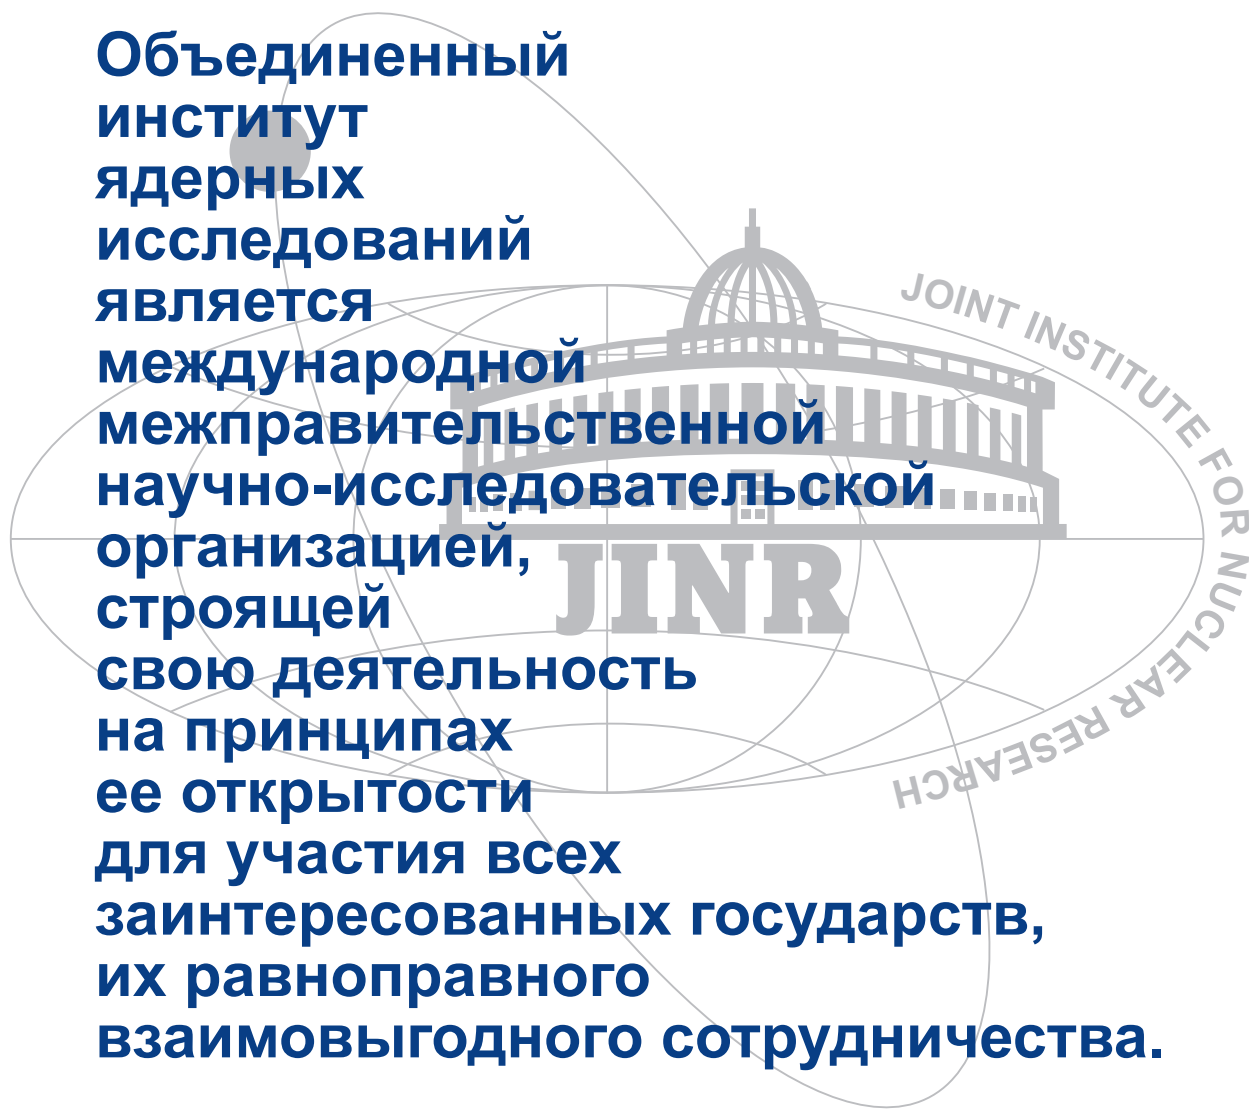 Объединенный
институт
ядерных
исследований
является
международной
межправительственной
научно-исследовательской
организацией,
строящей
свою деятельность
на принципах
ее открытости
для участия всех
заинтересованных государств,
их равноправного
взаимовыгодного сотрудничества.
JOINT INSTITUTE FOR NUCLEAR RESEARCH
JINR